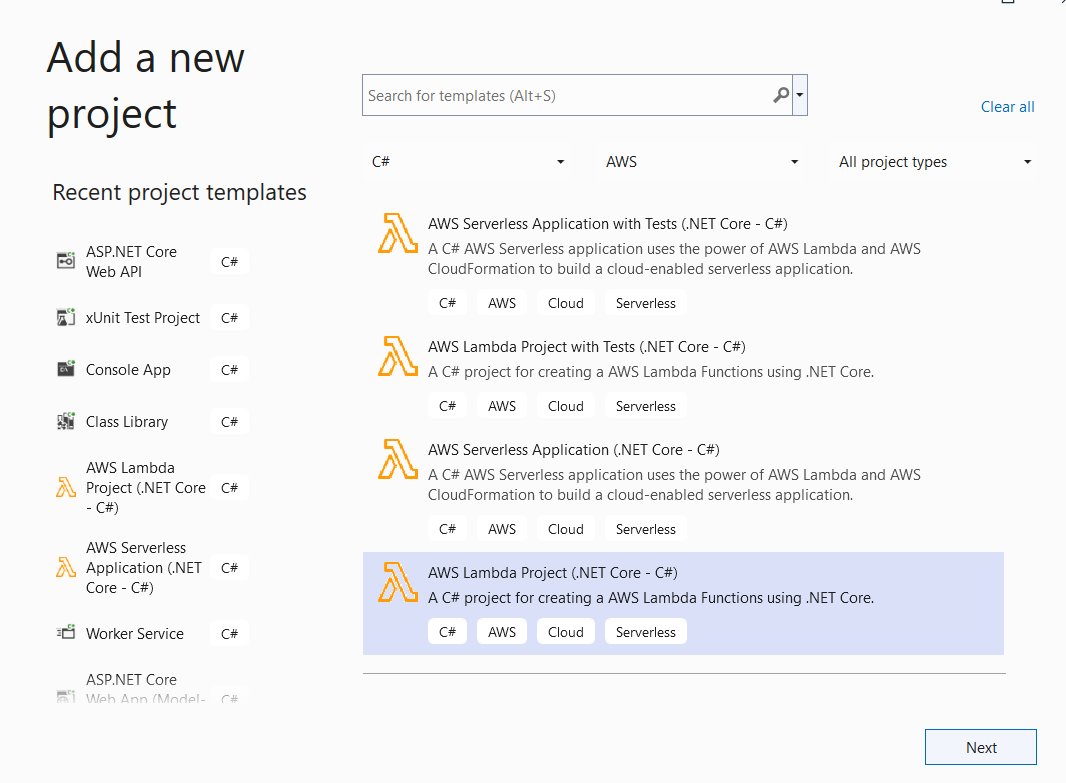 Add a new
project
Search for templates (Alt+S)
Clear all
C#
AWS
All project types
Recent project templates
ASP.NET Core
Web API
C#
xUnit Test Project
C#
Console App
C#
Class Library
C#
AWS Lambda
Project (.NET Core
- C#)
C#
AWS Serverless
Application (.NET
Core - C#)
C#
Worker Service
C#
ASP.NET Core
Web App (Model-
C#
AWS Serverless Application with Tests (.NET Core - C#)
A C# AWS Serverless application uses the power of AWS Lambda and AWS
CloudFormation to build a cloud-enabled serverless application.
C# AWS Cloud Serverless
AWS Lambda Project with Tests (.NET Core - C#)
A C# project for creating a AWS Lambda Functions using .NET Core.
C# AWS Cloud Serverless
AWS Serverless Application (.NET Core - C#)
A C# AWS Serverless application uses the power of AWS Lambda and AWS
CloudFormation to build a cloud-enabled serverless application.
C# AWS Cloud Serverless
AWS Lambda Project (.NET Core - C#)
A C# project for creating a AWS Lambda Functions using .NET Core.
C# AWS Cloud Serverless
Next